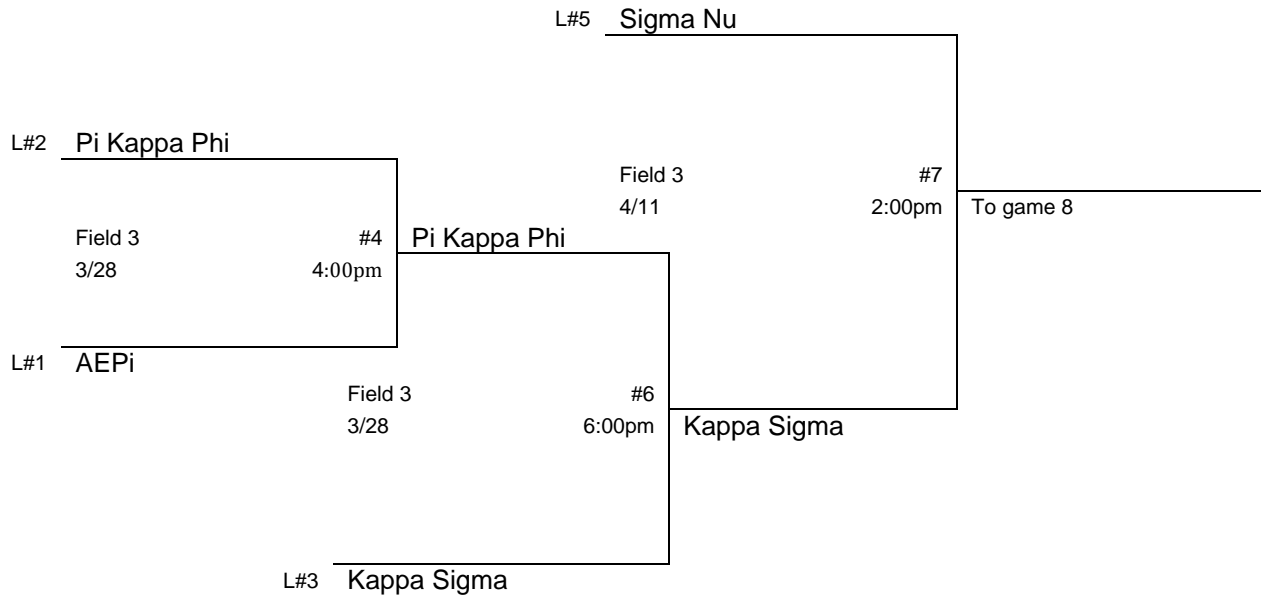 L#5 Sigma Nu
L#2 Pi Kappa Phi
Field 3 #7
4/11 2:00pm To game 8
Field 3 #4 Pi Kappa Phi
3/28 4:00pm
L#1 AEPi
Field 3 #6
3/28 6:00pm Kappa Sigma
L#3 Kappa Sigma